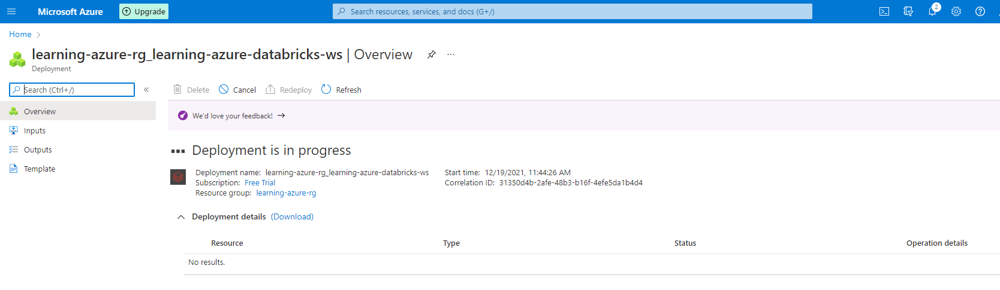 Microsoft Azure Upgrade Search resources, services, and docs (G+/) 2
Home
learning-azure-rg_learning-azure-databricks-ws | Overview ...
Deployment
Search (Ctrl+/) « Delete Cancel Redeploy Refresh
Overview
We'd love your feedback! →
Inputs
Outputs
Template
Deployment is in progress
Deployment name: learning-azure-rg_learning-azure-databricks-ws Start time: 12/19/2021, 11:44:26 AM
Subscription: Free Trial Correlation ID: 31350d4b-2afe-48b3-b16f-4efe5da1b4d4
Resource group: learning-azure-rg
Deployment details (Download)
Resource Type Status Operation details
No results.